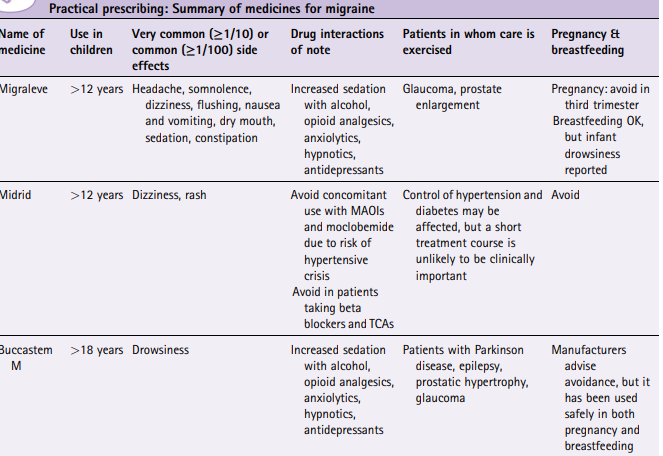 Practical prescribing: Summary of medicines for migraine
Name of medicine | Use in children | Very common (≥1/10) or common (≥1/100) side effects | Drug interactions of note | Patients in whom care is exercised | Pregnancy & breastfeeding
Migraleve | >12 years | Headache, somnolence, dizziness, flushing, nausea and vomiting, dry mouth, sedation, constipation | Increased sedation with alcohol, opioid analgesics, anxiolytics, hypnotics, antidepressants | Glaucoma, prostate enlargement | Pregnancy: avoid in third trimester Breastfeeding OK, but infant drowsiness reported
Midrid | >12 years | Dizziness, rash | Avoid concomitant use with MAOIs and moclobemide due to risk of hypertensive crisis Avoid in patients taking beta blockers and TCAs | Control of hypertension and diabetes may be affected, but a short treatment course is unlikely to be clinically important | Avoid
Buccastem M | >18 years | Drowsiness | Increased sedation with alcohol, opioid analgesics, anxiolytics, hypnotics, antidepressants | Patients with Parkinson disease, epilepsy, prostatic hypertrophy, glaucoma | Manufacturers advise avoidance, but it has been used safely in both pregnancy and breastfeeding